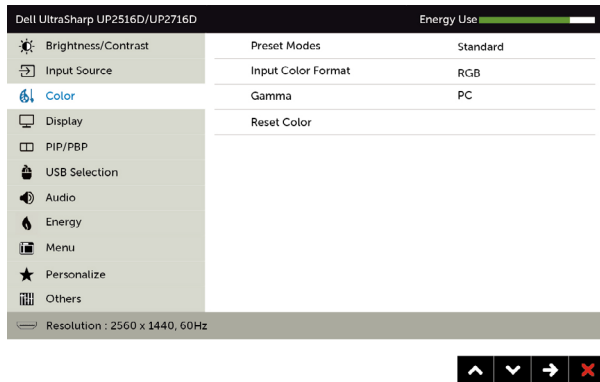 Dell UltraSharp UP2516D/UP2716D Energy Use
Brightness/Contrast Preset Modes Standard
Input Source Input Color Format RGB
Color Gamma PC
Display Reset Color
PIP/PBP
USB Selection
Audio
Energy
Menu
Personalize
Others
Resolution : 2560 x 1440, 60Hz